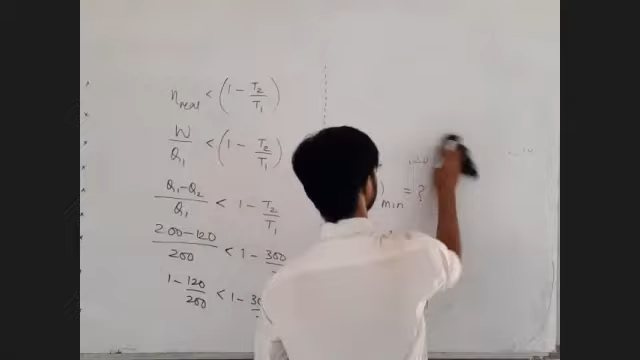 η_real < (1 - T2/T1)
W/Q1 < (1 - T2/T1)
(Q1-Q2)/Q1 < 1 - T2/T1
(200-120)/200 < 1 - 300
1 - 120/200 < 1 - 30
)min = ?